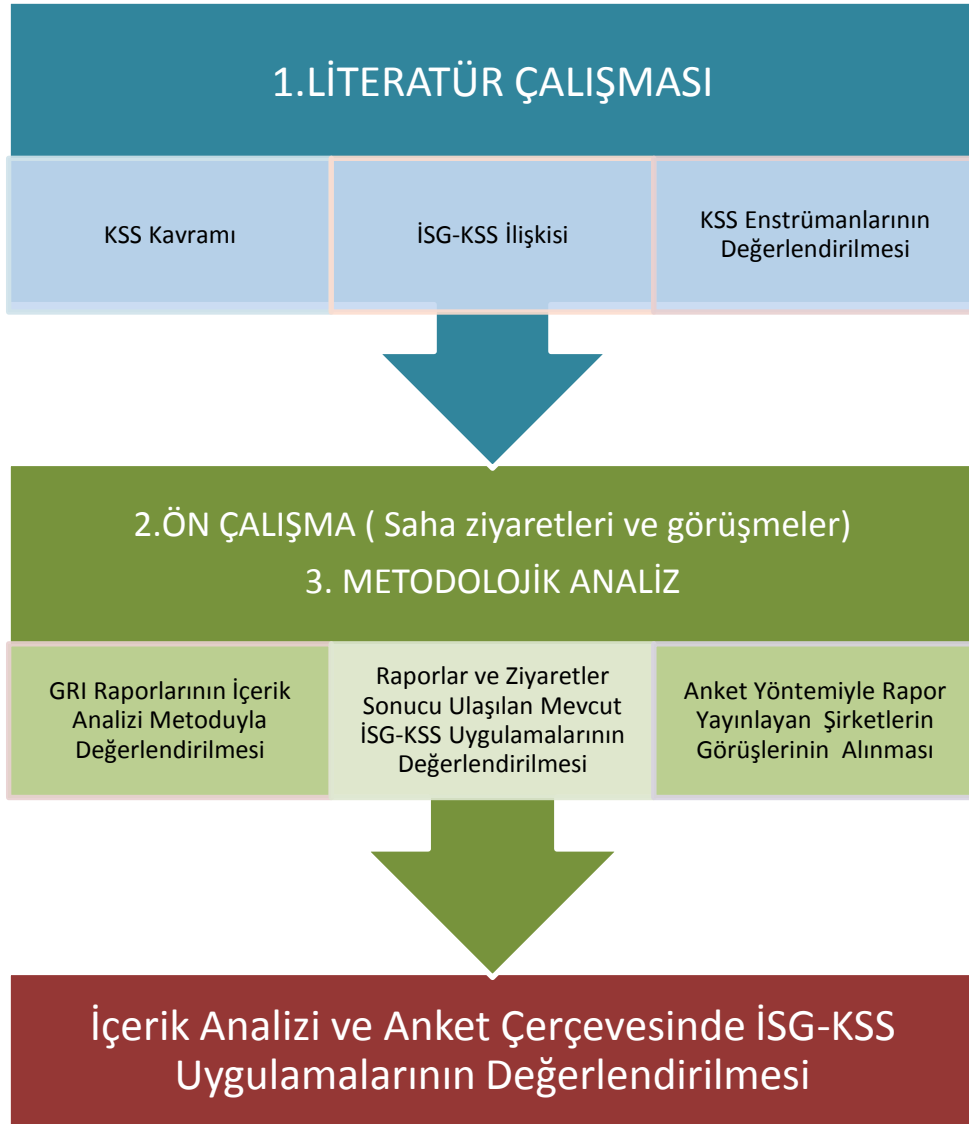 1.LİTERATÜR ÇALIŞMASI
KSS Kavramı
İSG-KSS İlişkisi
KSS Enstrümanlarının
Değerlendirilmesi
2.ÖN ÇALIŞMA ( Saha ziyaretleri ve görüşmeler)
3. METODOLOJİK ANALİZ
GRI Raporlarının İçerik
Analizi Metoduyla
Değerlendirilmesi
Raporlar ve Ziyaretler
Sonucu Ulaşılan Mevcut
İSG-KSS Uygulamalarının
Değerlendirilmesi
Anket Yöntemiyle Rapor
Yayınlayan Şirketlerin
Görüşlerinin Alınması
İçerik Analizi ve Anket Çerçevesinde İSG-KSS
Uygulamalarının Değerlendirilmesi